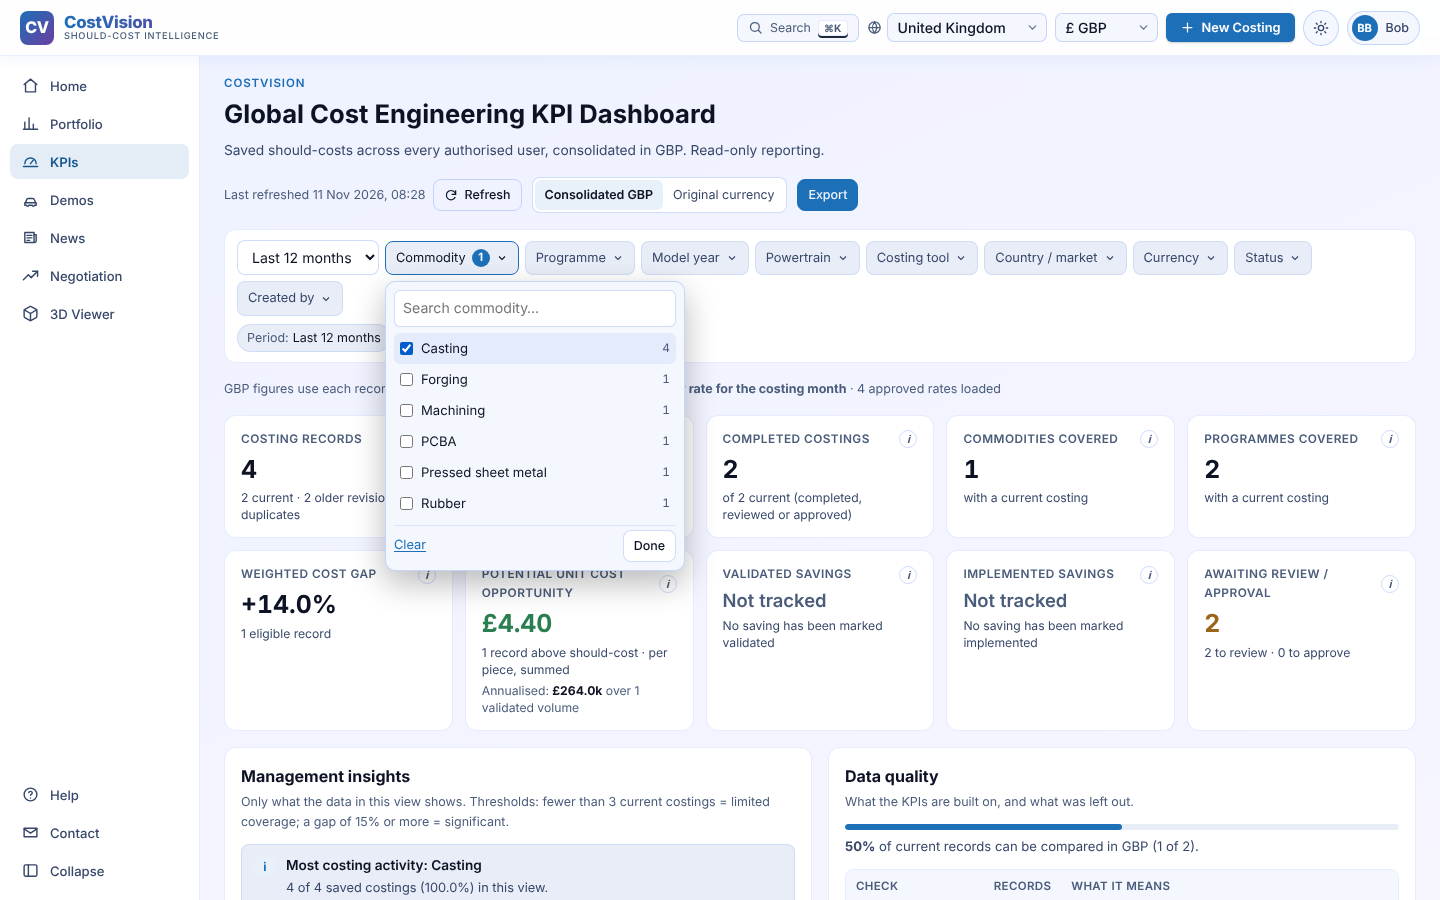 CV
CostVision
SHOULD-COST INTELLIGENCE
Search ⌘K
United Kingdom
£ GBP
+ New Costing
BB Bob
Home
Portfolio
KPIs
Demos
News
Negotiation
3D Viewer
Help
Contact
Collapse
COSTVISION
Global Cost Engineering KPI Dashboard
Saved should-costs across every authorised user, consolidated in GBP. Read-only reporting.
Last refreshed 11 Nov 2026, 08:28 Refresh Consolidated GBP Original currency Export
Last 12 months Commodity 1 Programme Model year Powertrain Costing tool Country / market Currency Status
Created by
Period: Last 12 months
Search commodity...
Casting 4
Forging 1
Machining 1
PCBA 1
Pressed sheet metal 1
Rubber 1
Clear Done
GBP figures use each rate for the costing month · 4 approved rates loaded
COSTING RECORDS
4
2 current · 2 older
duplicates
COMPLETED COSTINGS i
2
of 2 current (completed,
reviewed or approved)
COMMODITIES COVERED i
1
with a current costing
PROGRAMMES COVERED i
2
with a current costing
WEIGHTED COST GAP i
+14.0%
1 eligible record
POTENTIAL UNIT COST
OPPORTUNITY i
£4.40
1 record above should-cost · per
piece, summed
Annualised: £264.0k over 1
validated volume
VALIDATED SAVINGS i
Not tracked
No saving has been marked
validated
IMPLEMENTED SAVINGS i
Not tracked
No saving has been marked
implemented
AWAITING REVIEW /
APPROVAL i
2
2 to review · 0 to approve
Management insights
Only what the data in this view shows. Thresholds: fewer than 3 current costings = limited
coverage; a gap of 15% or more = significant.
i Most costing activity: Casting
4 of 4 saved costings (100.0%) in this view.
Data quality
What the KPIs are built on, and what was left out.
50% of current records can be compared in GBP (1 of 2).
CHECK RECORDS WHAT IT MEANS